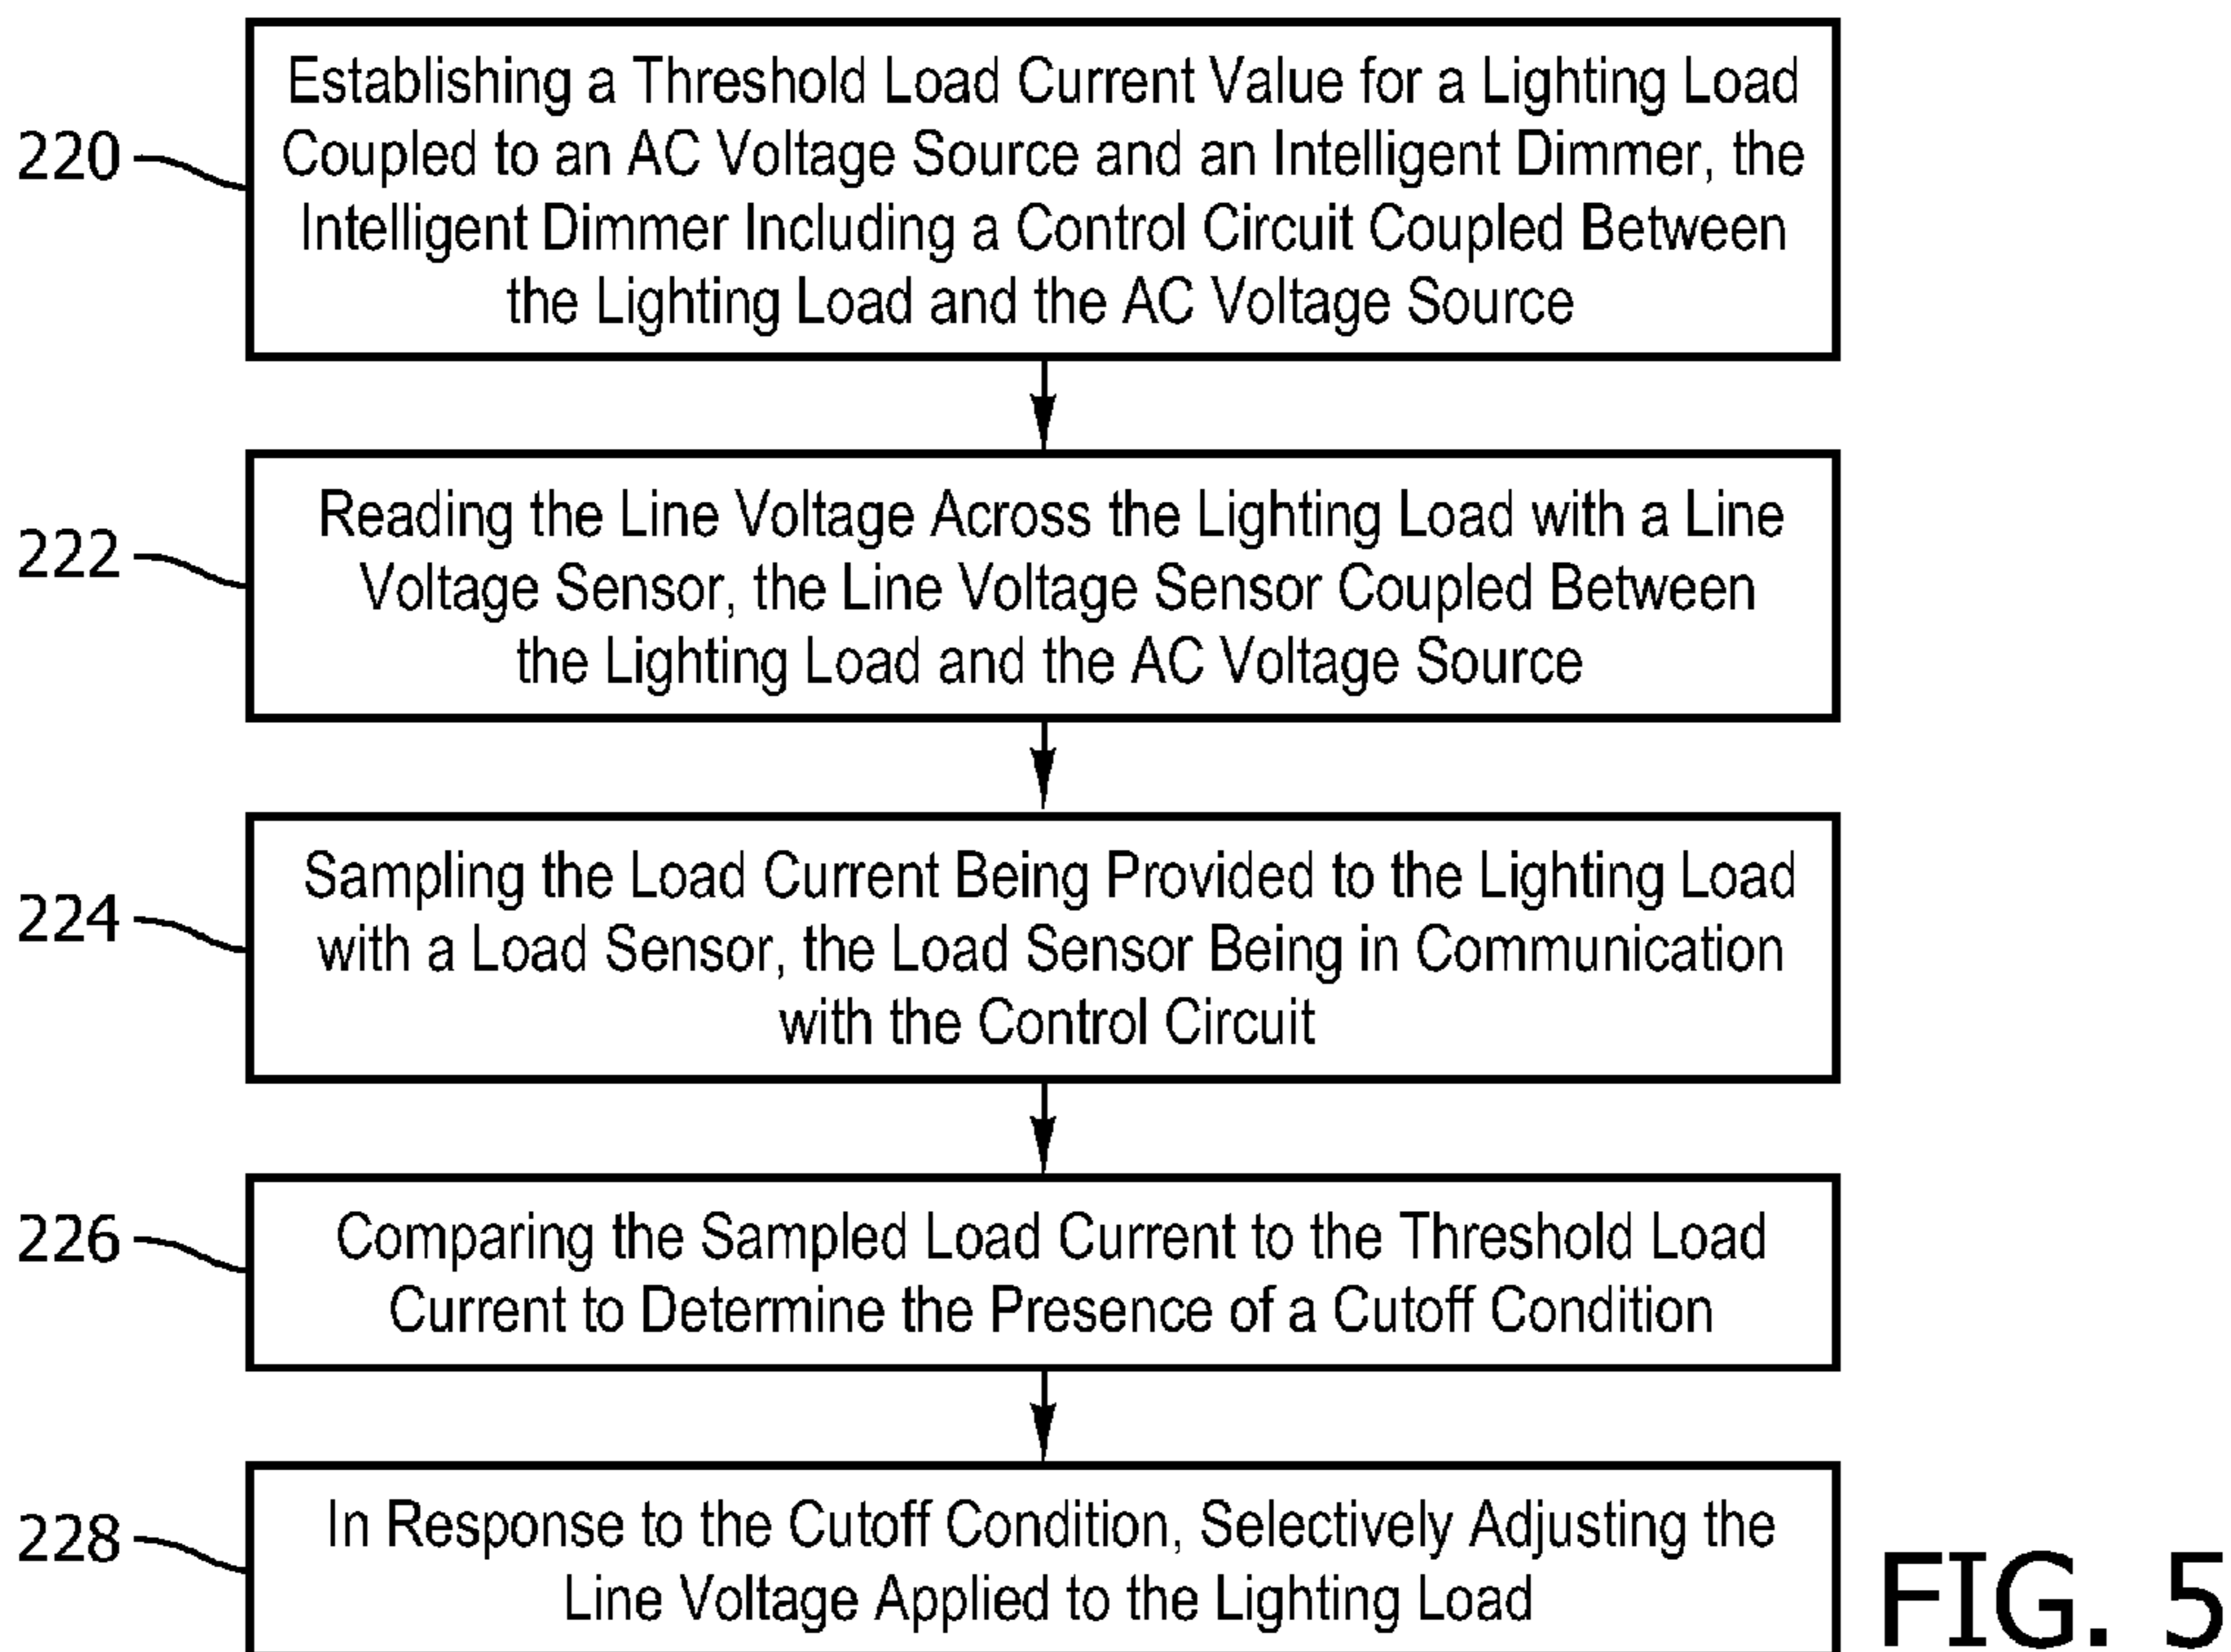 220
Establishing a Threshold Load Current Value for a Lighting Load
Coupled to an AC Voltage Source and an Intelligent Dimmer, the
Intelligent Dimmer Including a Control Circuit Coupled Between
the Lighting Load and the AC Voltage Source
222
Reading the Line Voltage Across the Lighting Load with a Line
Voltage Sensor, the Line Voltage Sensor Coupled Between
the Lighting Load and the AC Voltage Source
224
Sampling the Load Current Being Provided to the Lighting Load
with a Load Sensor, the Load Sensor Being in Communication
with the Control Circuit
226
Comparing the Sampled Load Current to the Threshold Load
Current to Determine the Presence of a Cutoff Condition
228
In Response to the Cutoff Condition, Selectively Adjusting the
Line Voltage Applied to the Lighting Load
FIG. 5